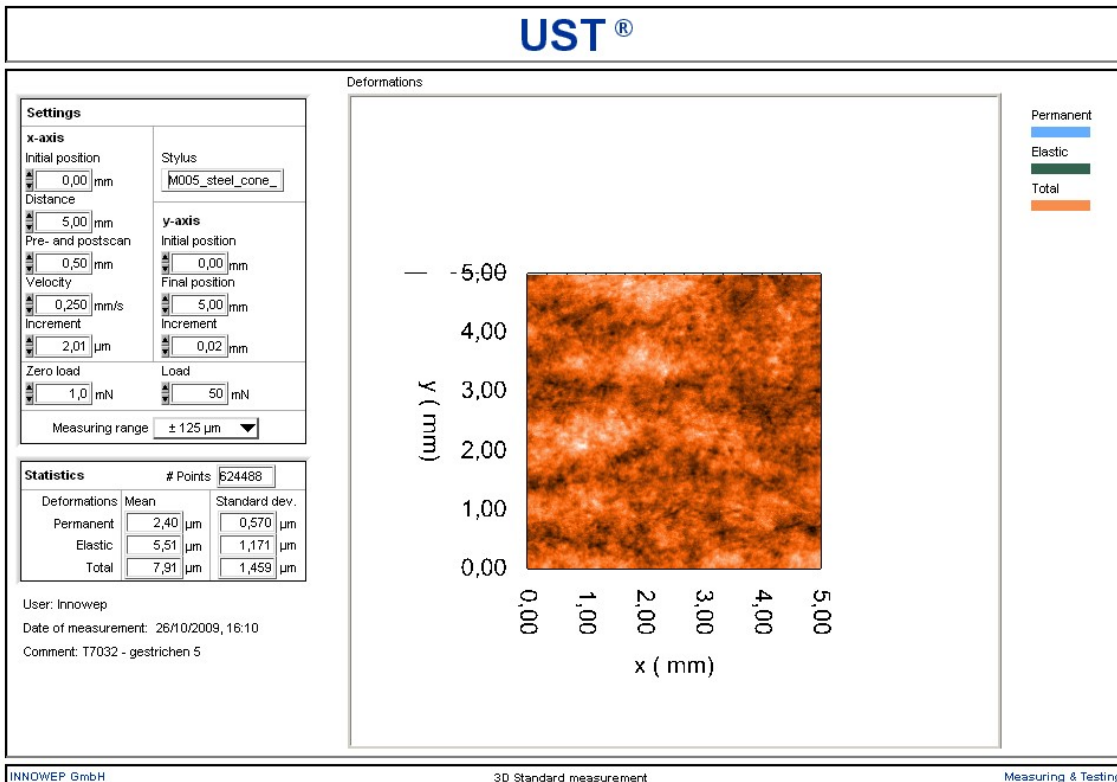 UST ®
Deformations
Settings
x-axis
Initial position
0,00 mm
Stylus
M005_steel_cone_
Distance
5,00 mm
y-axis
Pre- and postscan
0,50 mm
Initial position
0,00 mm
Velocity
0,250 mm/s
Final position
5,00 mm
Increment
2,01 µm
Increment
0,02 mm
Zero load
1,0 mN
Load
50 mN
Measuring range ± 125 µm
Statistics # Points 624488
Deformations Mean Standard dev.
Permanent 2,40 µm 0,570 µm
Elastic 5,51 µm 1,171 µm
Total 7,91 µm 1,459 µm
User: Innowep
Date of measurement: 26/10/2009, 16:10
Comment: T7032 - gestrichen 5
5,00
4,00
3,00
2,00
1,00
0,00
y ( mm)
0,00 1,00 2,00 3,00 4,00 5,00
x ( mm)
Permanent
Elastic
Total
INNOWEP GmbH 3D Standard measurement Measuring & Testing